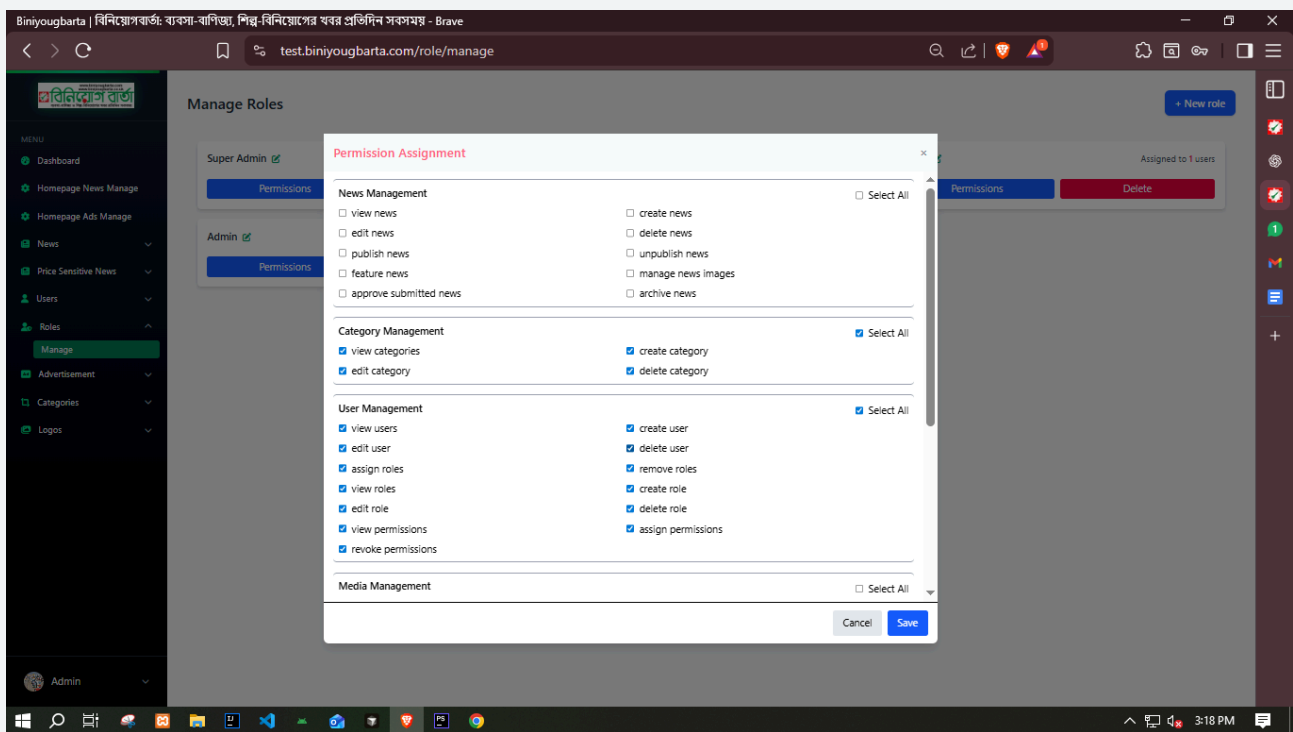 Biniyougbarta | বিনিয়োগবার্তা: ব্যবসা-বাণিজ্য, শিল্প-বিনিয়োগের খবর প্রতিদিন সবসময় - Brave
test.biniyougbarta.com/role/manage
বিনিয়োগ বার্তা
Manage Roles
+ New role
MENU
Dashboard
Homepage News Manage
Homepage Ads Manage
News
Price Sensitive News
Users
Roles
Manage
Advertisement
Categories
Logos
Admin
Super Admin
Permissions
Admin
Permissions
Assigned to 1 users
Permissions
Delete
Permission Assignment
×
News Management
Select All
view news
create news
edit news
delete news
publish news
unpublish news
feature news
manage news images
approve submitted news
archive news
Category Management
Select All
view categories
create category
edit category
delete category
User Management
Select All
view users
create user
edit user
delete user
assign roles
remove roles
view roles
create role
edit role
delete role
view permissions
assign permissions
revoke permissions
Media Management
Select All
Cancel
Save
1
1
3:18 PM